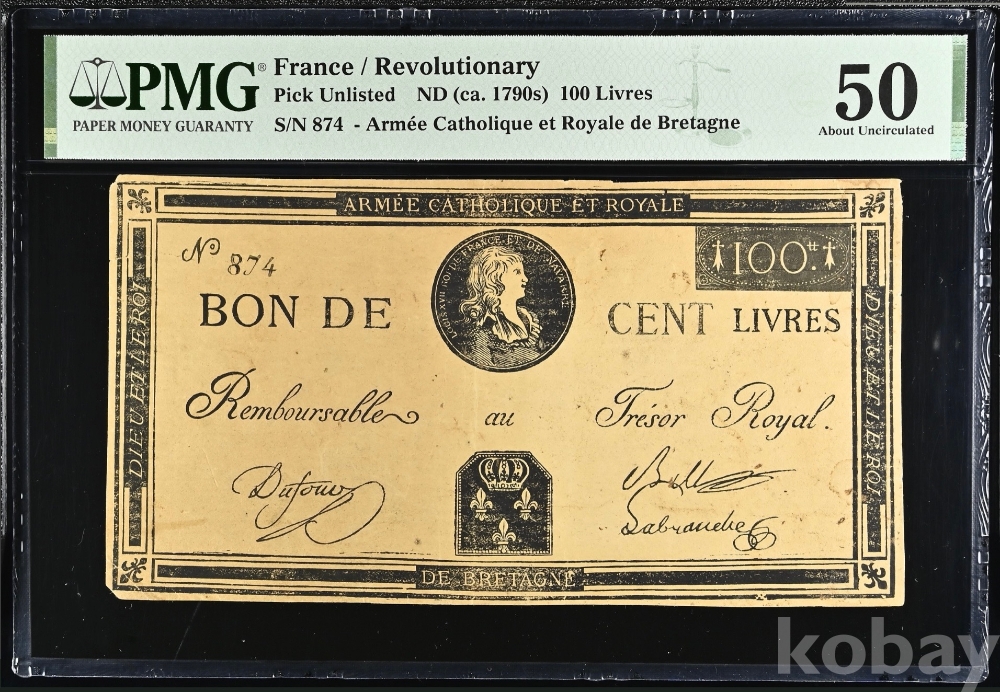 PMG®
PAPER MONEY GUARANTY
France / Revolutionary
Pick Unlisted ND (ca. 1790s) 100 Livres
S/N 874 - Armée Catholique et Royale de Bretagne
50
About Uncirculated
ARMÉE CATHOLIQUE ET ROYALE
No 874
100.tt
BON DE CENT LIVRES
DIEU ET LE ROI
DIEU ET LE ROI
Remboursable au Trésor Royal.
Dufour
Labranche
DE BRETAGNE
kobay